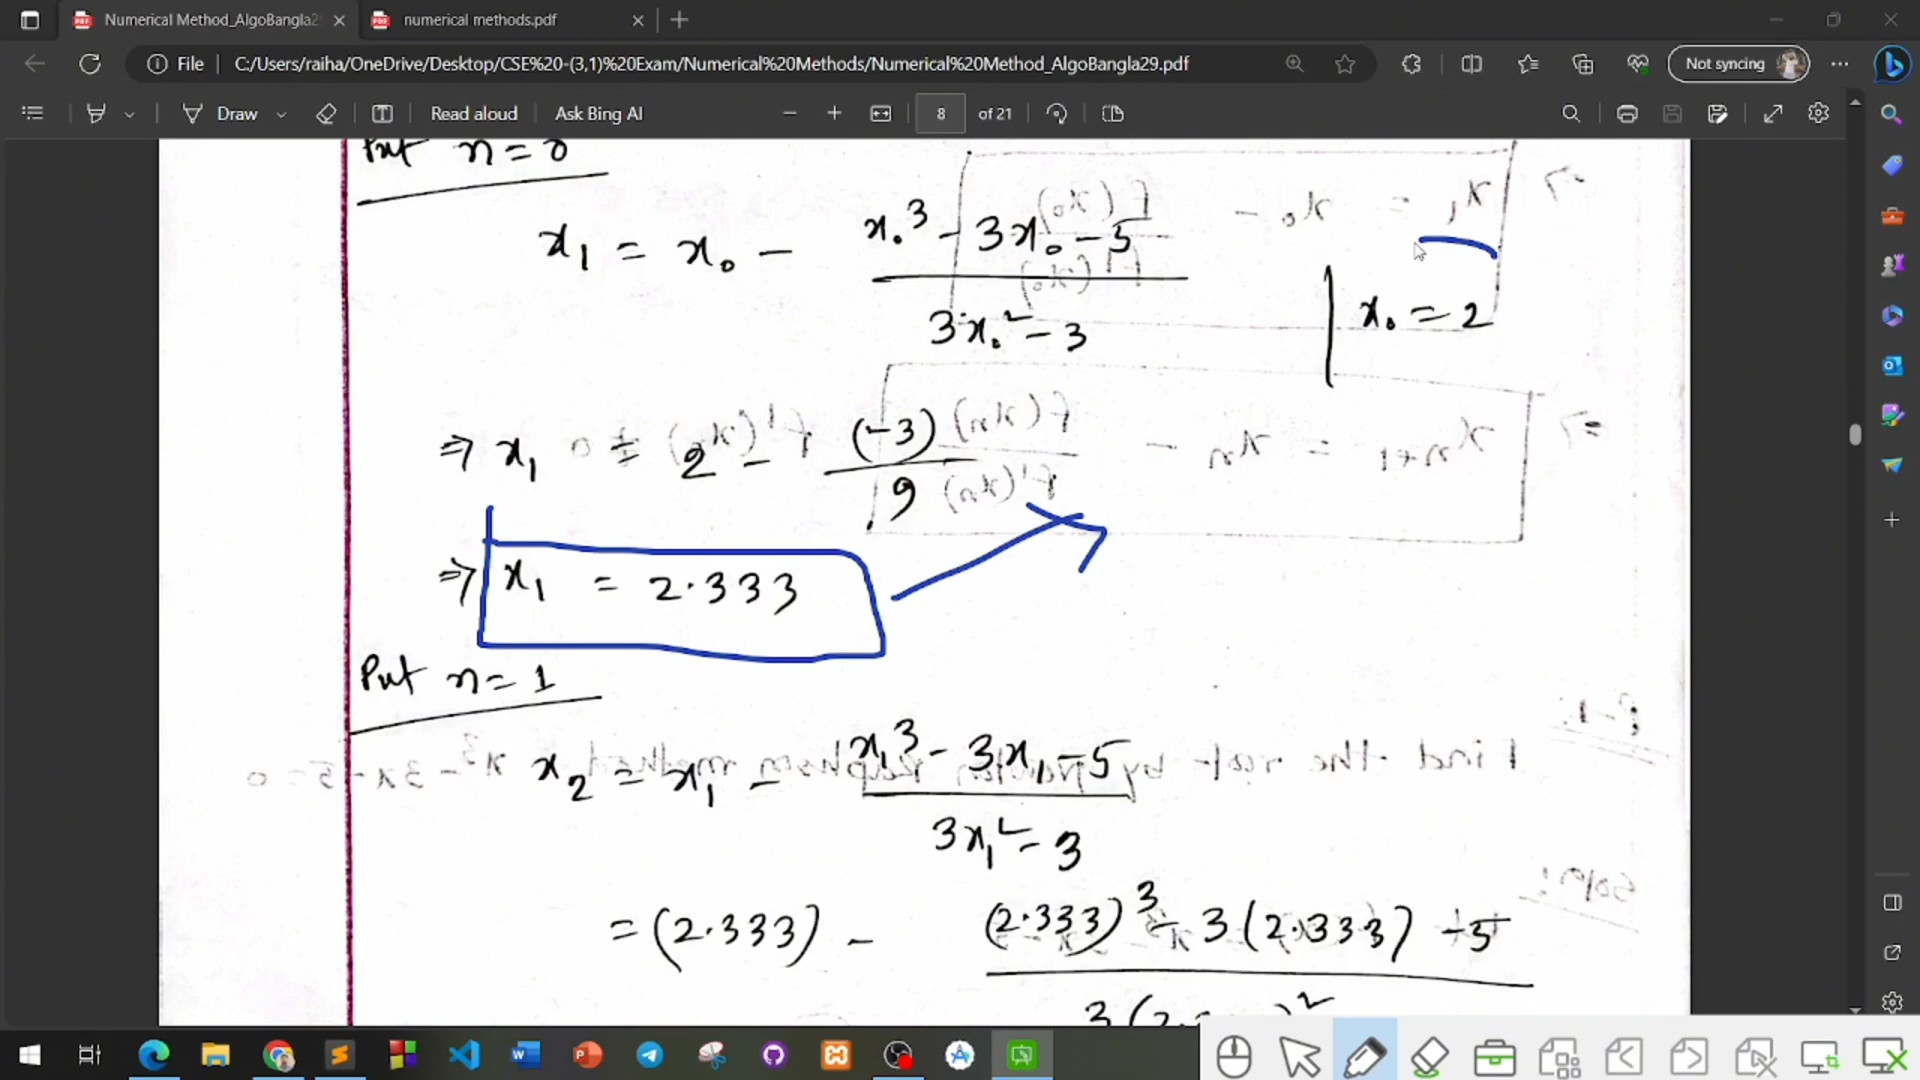 Numerical Method_AlgoBangla2
numerical methods.pdf
File
C:/Users/raiha/OneDrive/Desktop/CSE%20-(3,1)%20Exam/Numerical%20Methods/Numerical%20Method_AlgoBangla29.pdf
Not syncing
Draw
Read aloud
Ask Bing AI
8 of 21
Put n = 0
x₁ = x₀ - (x₀³ - 3x₀ - 5) / (3x₀² - 3)
x₀ = 2
⇒ x₁ = 2 - (-3) / 9
⇒ x₁ = 2.333
Put n = 1
x₂ = x₁ - (x₁³ - 3x₁ - 5) / (3x₁² - 3)
= (2.333) - (2.333)³ - 3(2.333) - 5